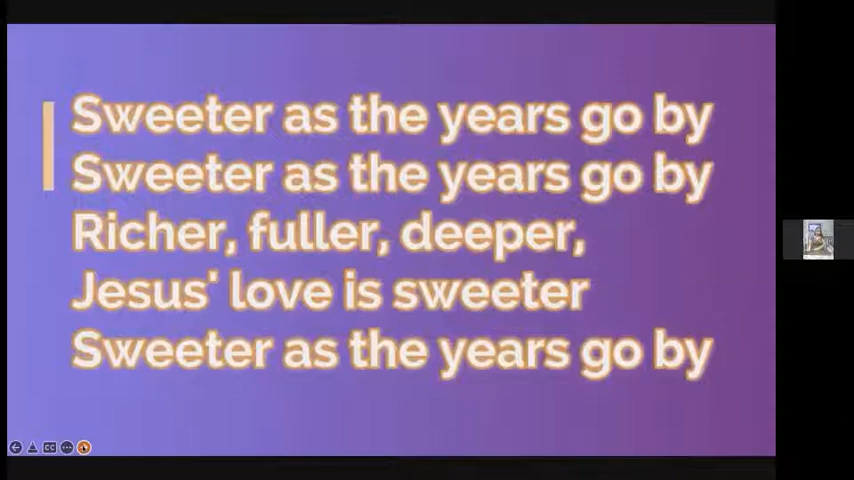 Sweeter as the years go by
Sweeter as the years go by
Richer, fuller, deeper,
Jesus' love is sweeter
Sweeter as the years go by
CC